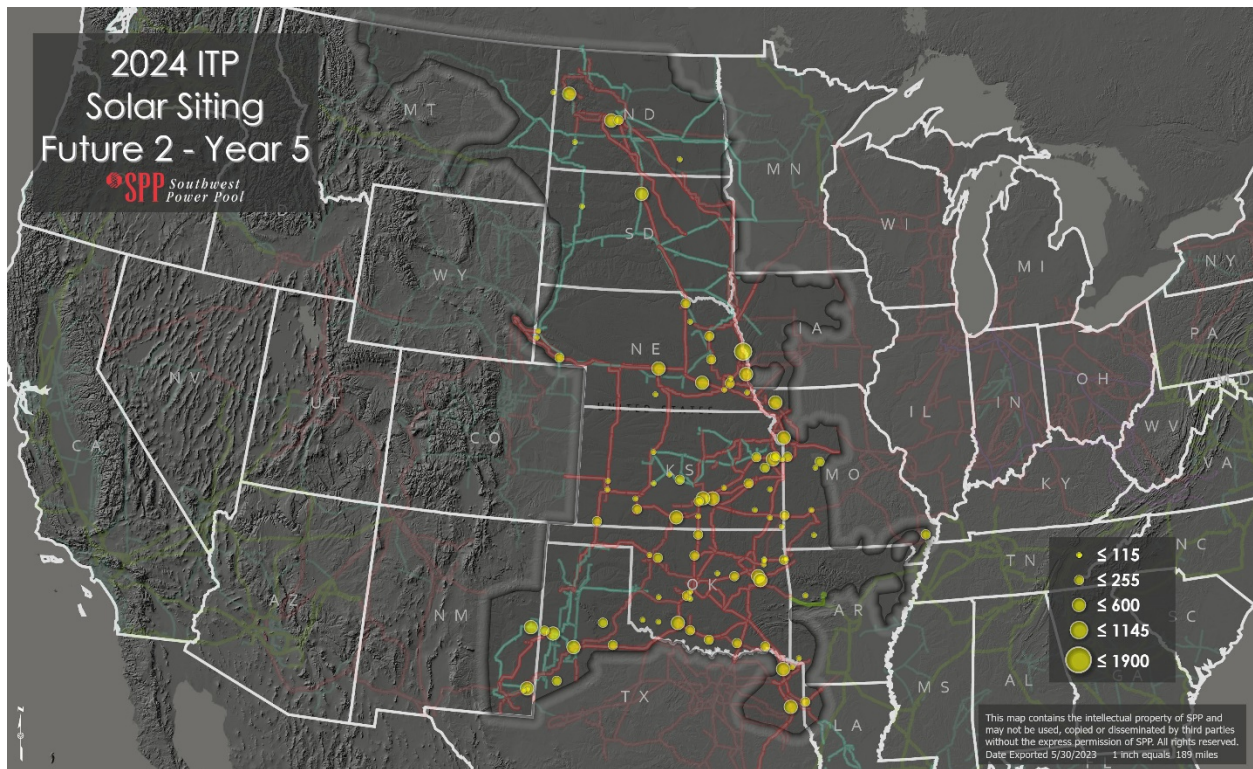 2024 ITP
Solar Siting
Future 2 - Year 5
SPP Southwest
Power Pool
MT
ND
MN
SD
WI
WY
MI
NY
IA
NE
PA
NV
UT
OH
IL
IN
CO
WV
CA
KS
VA
MO
KY
TN
NC
OK
AZ
NM
AR
SC
TX
MS
AL
GA
LA
≤ 115
≤ 255
≤ 600
≤ 1145
≤ 1900
This map contains the intellectual property of SPP and
may not be used, copied or disseminated by third parties
without the express permission of SPP. All rights reserved.
Date Exported 5/30/2023 1 inch equals 189 miles